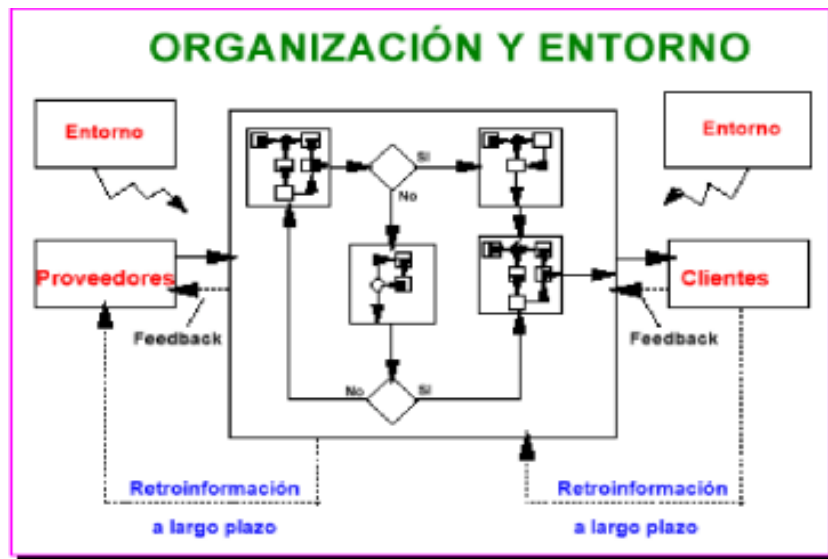 ORGANIZACIÓN Y ENTORNO
Entorno
Entorno
SI
No
Proveedores
Clientes
Feedback
Feedback
No
SI
Retroinformación
a largo plazo
Retroinformación
a largo plazo